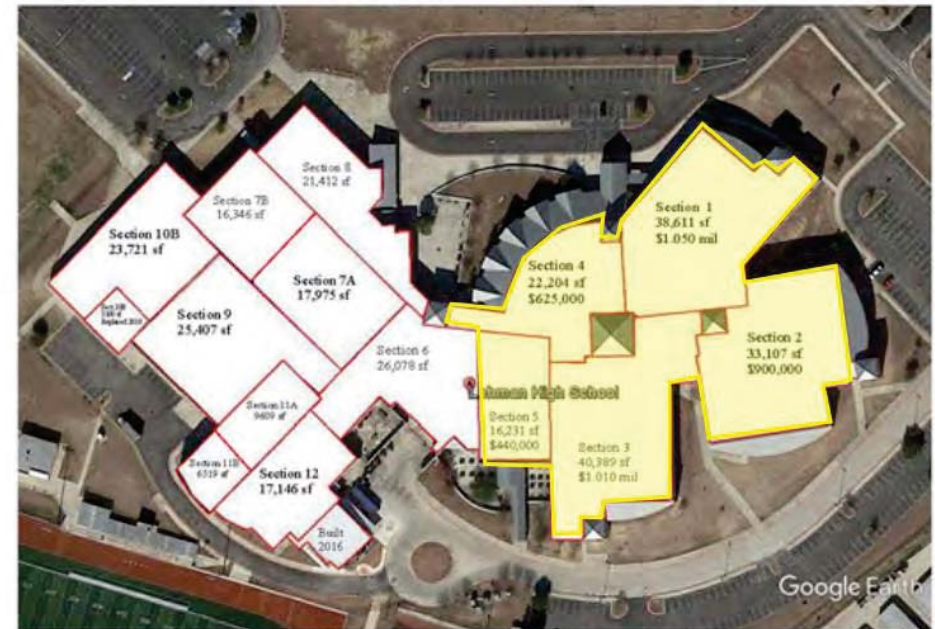 Section 8
21,412 sf
Section 7B
16,346 sf
Section 10B
23,721 sf
Section 7A
17,975 sf
Section 9
25,407 sf
Section 6
26,078 sf
Section 11A
9609 sf
Section 11B
6519 sf
Section 12
17,146 sf
Built
2016
Section 1
38,611 sf
$1.050 mil
Section 4
22,204 sf
$625,000
Section 2
33,107 sf
$900,000
High School
Section 5
16,231 sf
$440,000
Section 3
40,389 sf
$1.010 mil
Google Earth